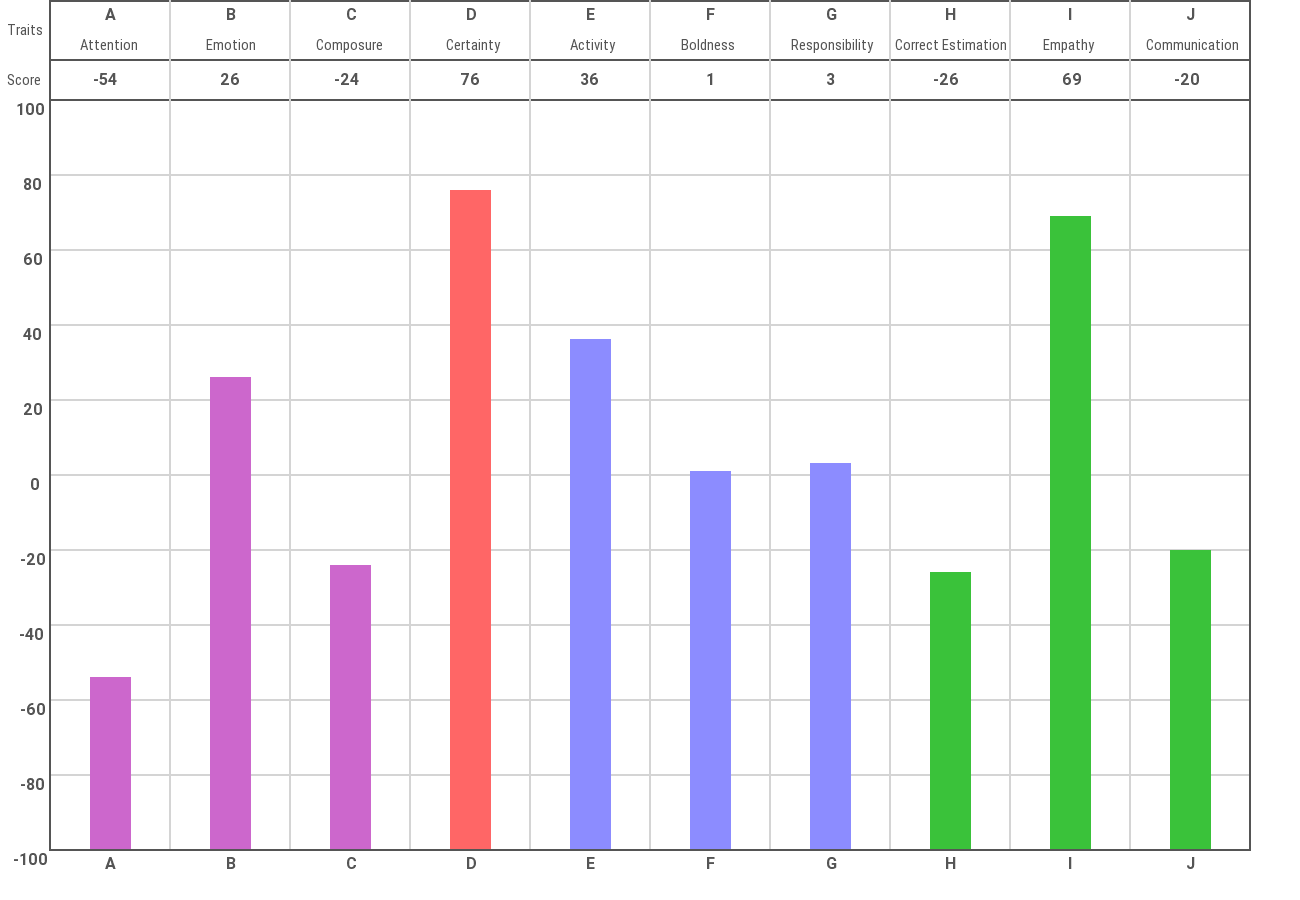 A B C D E F G H I J
Traits
Attention Emotion Composure Certainty Activity Boldness Responsibility Correct Estimation Empathy Communication
Score -54 26 -24 76 36 1 3 -26 69 -20
100
80
60
40
20
0
-20
-40
-60
-80
-100
A B C D E F G H I J